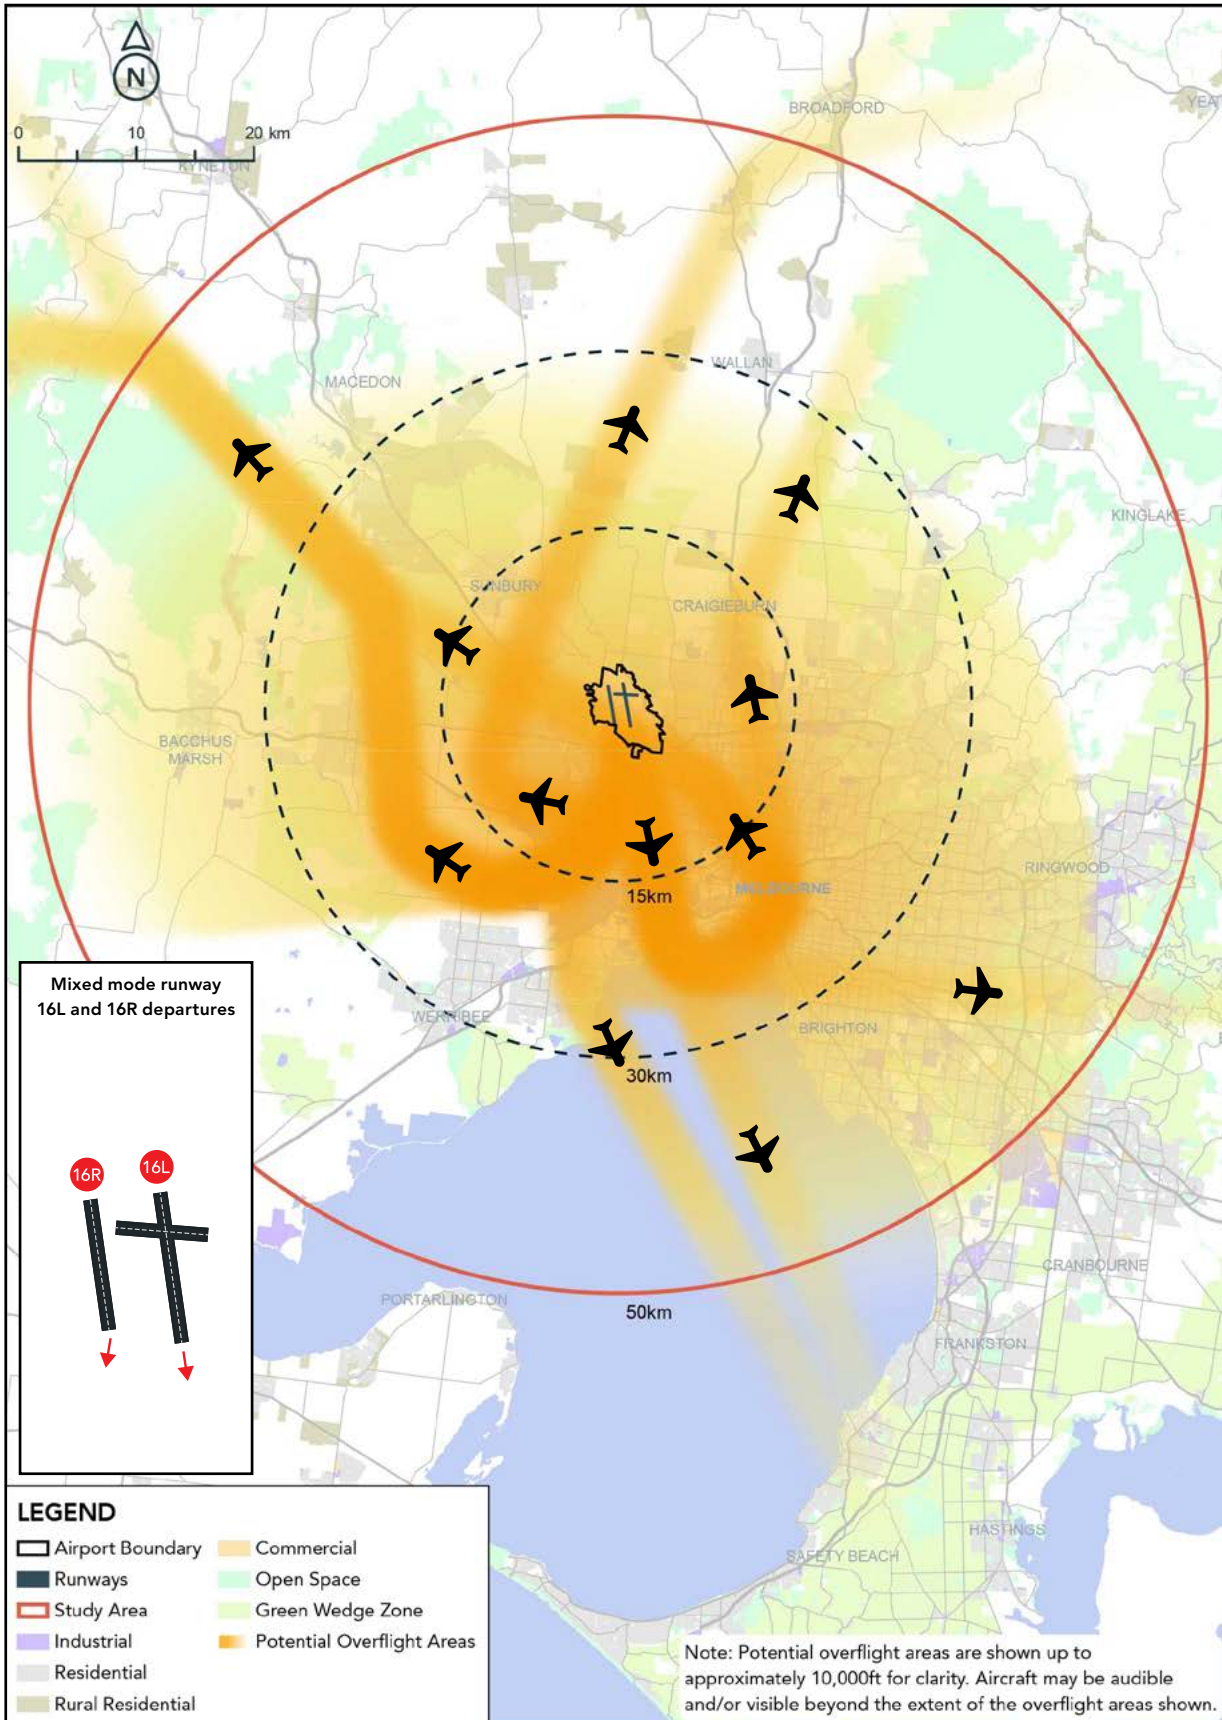 N
0 10 20 km
BROADFORD
KYNETON
WALLAN
MACEDON
KINGLAKE
SUNBURY
CRAIGIEBURN
BACCHUS
MARSH
RINGWOOD
MELBOURNE
15km
WERRIBEE
BRIGHTON
30km
Mixed mode runway
16L and 16R departures
16R
16L
CRANBOURNE
PORTARLINGTON
50km
FRANKSTON
HASTINGS
SAFETY BEACH
LEGEND
Airport Boundary
Runways
Study Area
Industrial
Residential
Rural Residential
Commercial
Open Space
Green Wedge Zone
Potential Overflight Areas
Note: Potential overflight areas are shown up to
approximately 10,000ft for clarity. Aircraft may be audible
and/or visible beyond the extent of the overflight areas shown.